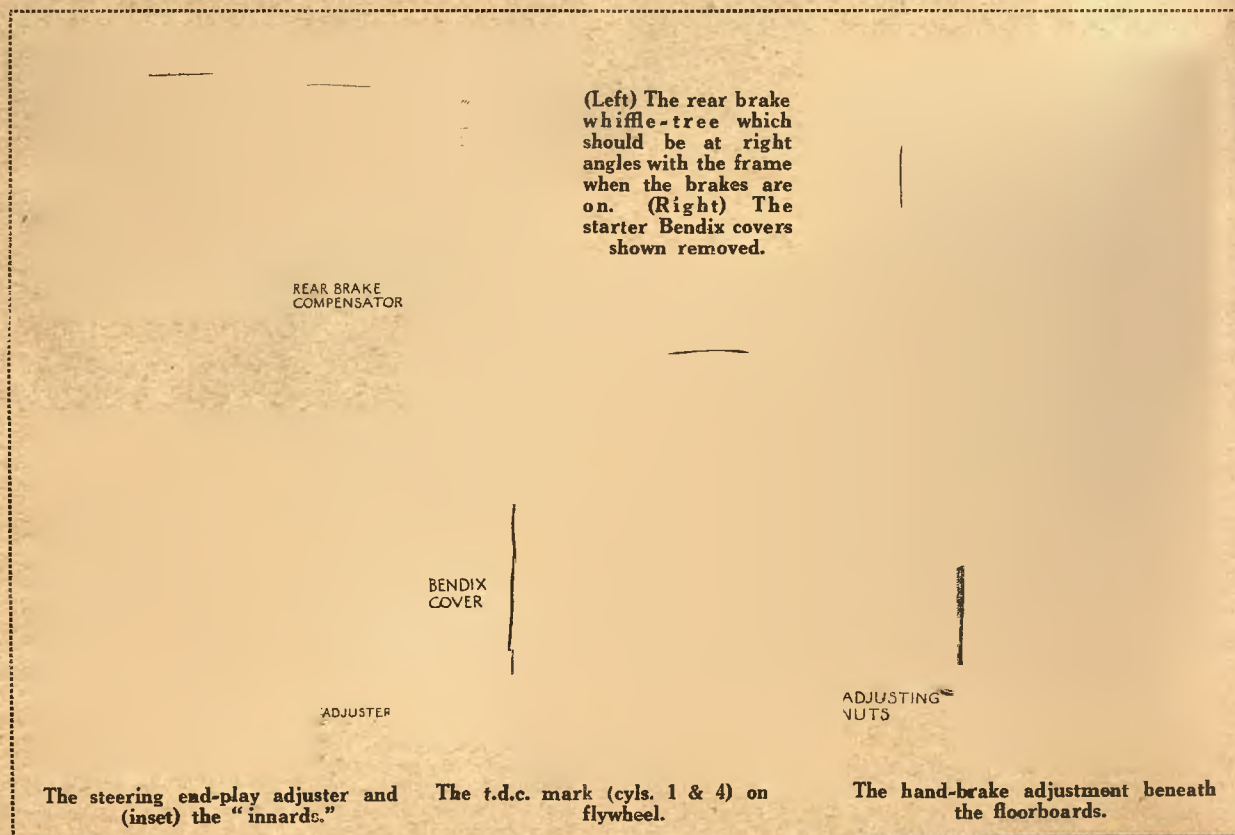 (Left) The rear brake
whiffle-tree which
should be at right
angles with the frame
when the brakes are
on. (Right) The
starter Bendix covers
shown removed.
REAR BRAKE
COMPENSATOR
BENDIX
COVER
ADJUSTER
ADJUSTING
NUTS
The steering end-play adjuster and
(inset) the "innards."
The t.d.c. mark (cyls. 1 & 4) on
flywheel.
The hand-brake adjustment beneath
the floorboards.